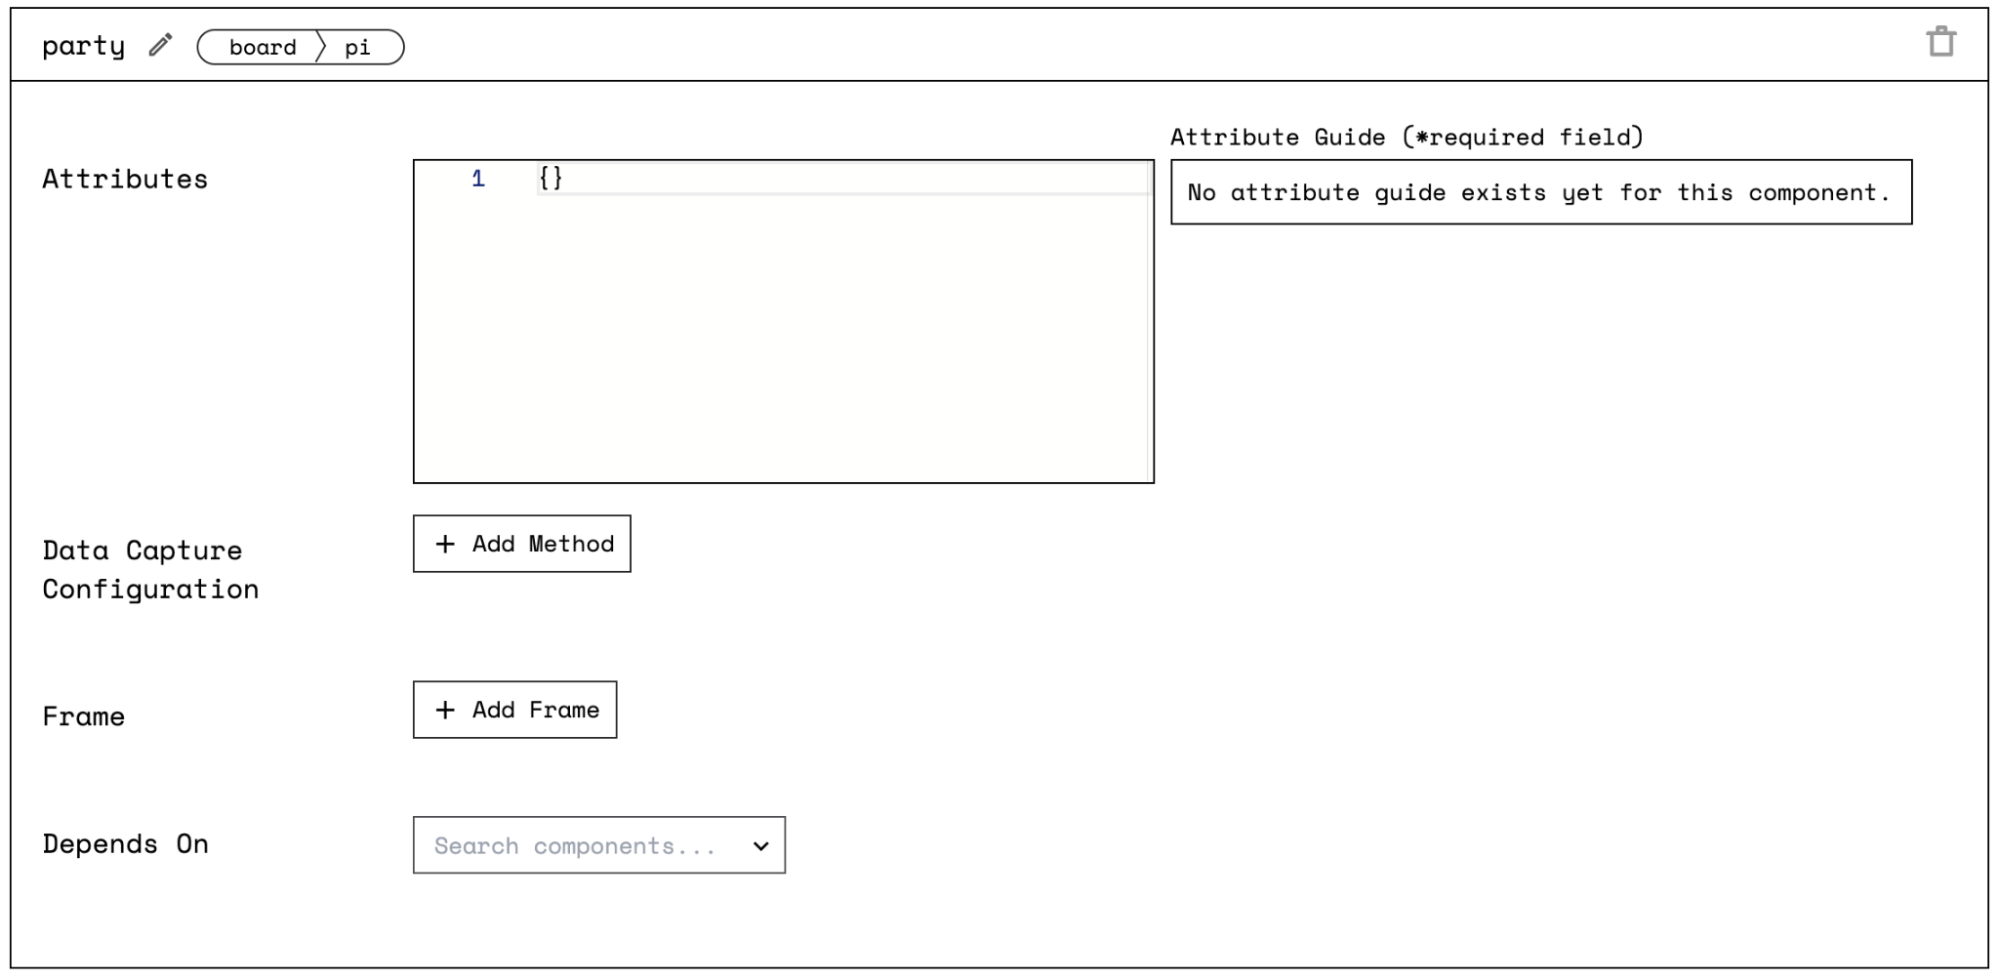 party board pi
Attribute Guide (*required field)
Attributes
1 {}
No attribute guide exists yet for this component.
Data Capture
Configuration
+ Add Method
Frame
+ Add Frame
Depends On
Search components...